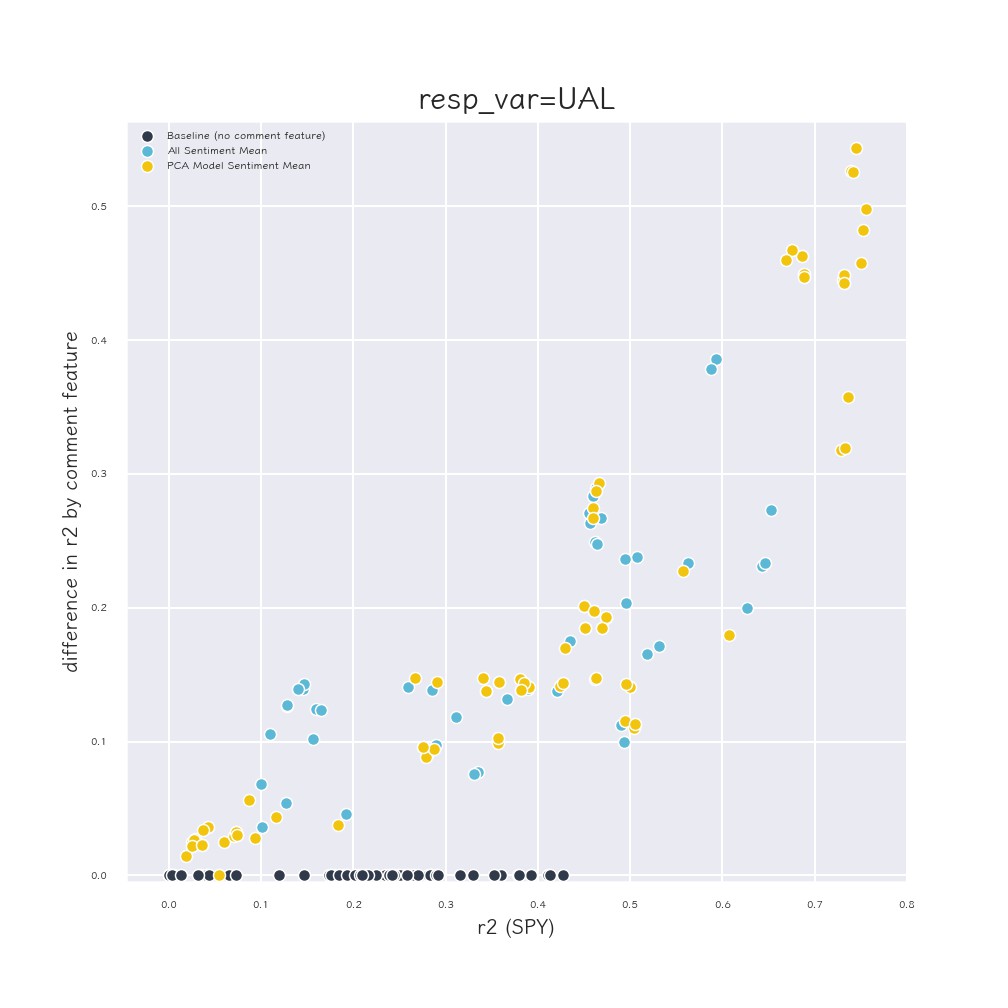 resp_var=UAL
Baseline (no comment feature)
All Sentiment Mean
PCA Model Sentiment Mean
difference in r2 by comment feature
0.5
0.4
0.3
0.2
0.1
0.0
0.0 0.1 0.2 0.3 0.4 0.5 0.6 0.7 0.8
r2 (SPY)